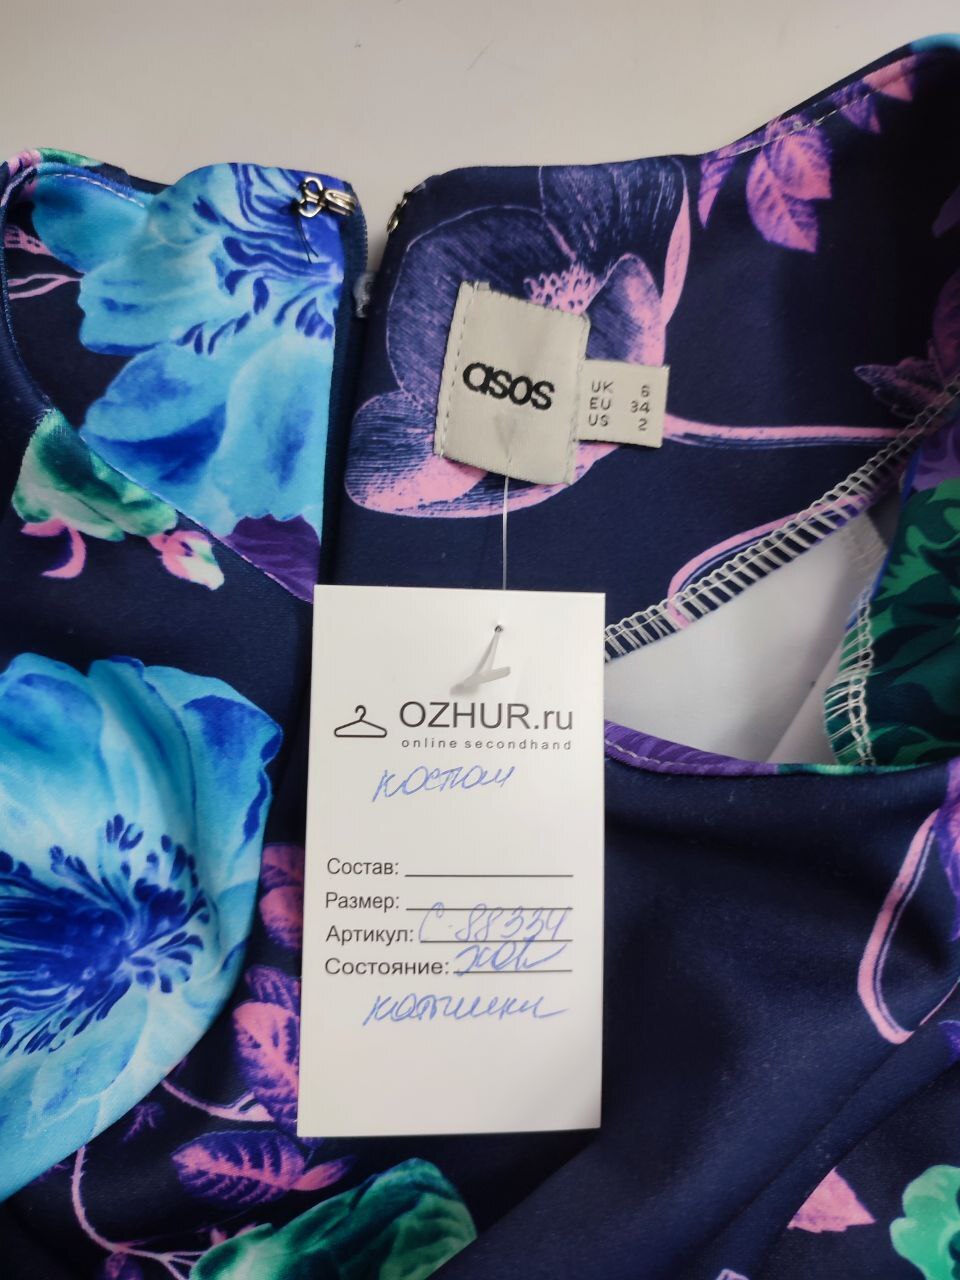 asos
UK 6
EU 34
US 2
OZHUR.ru
online secondhand
костюм
Состав:
Размер:
Артикул: С 88334
Состояние: хор
катышки